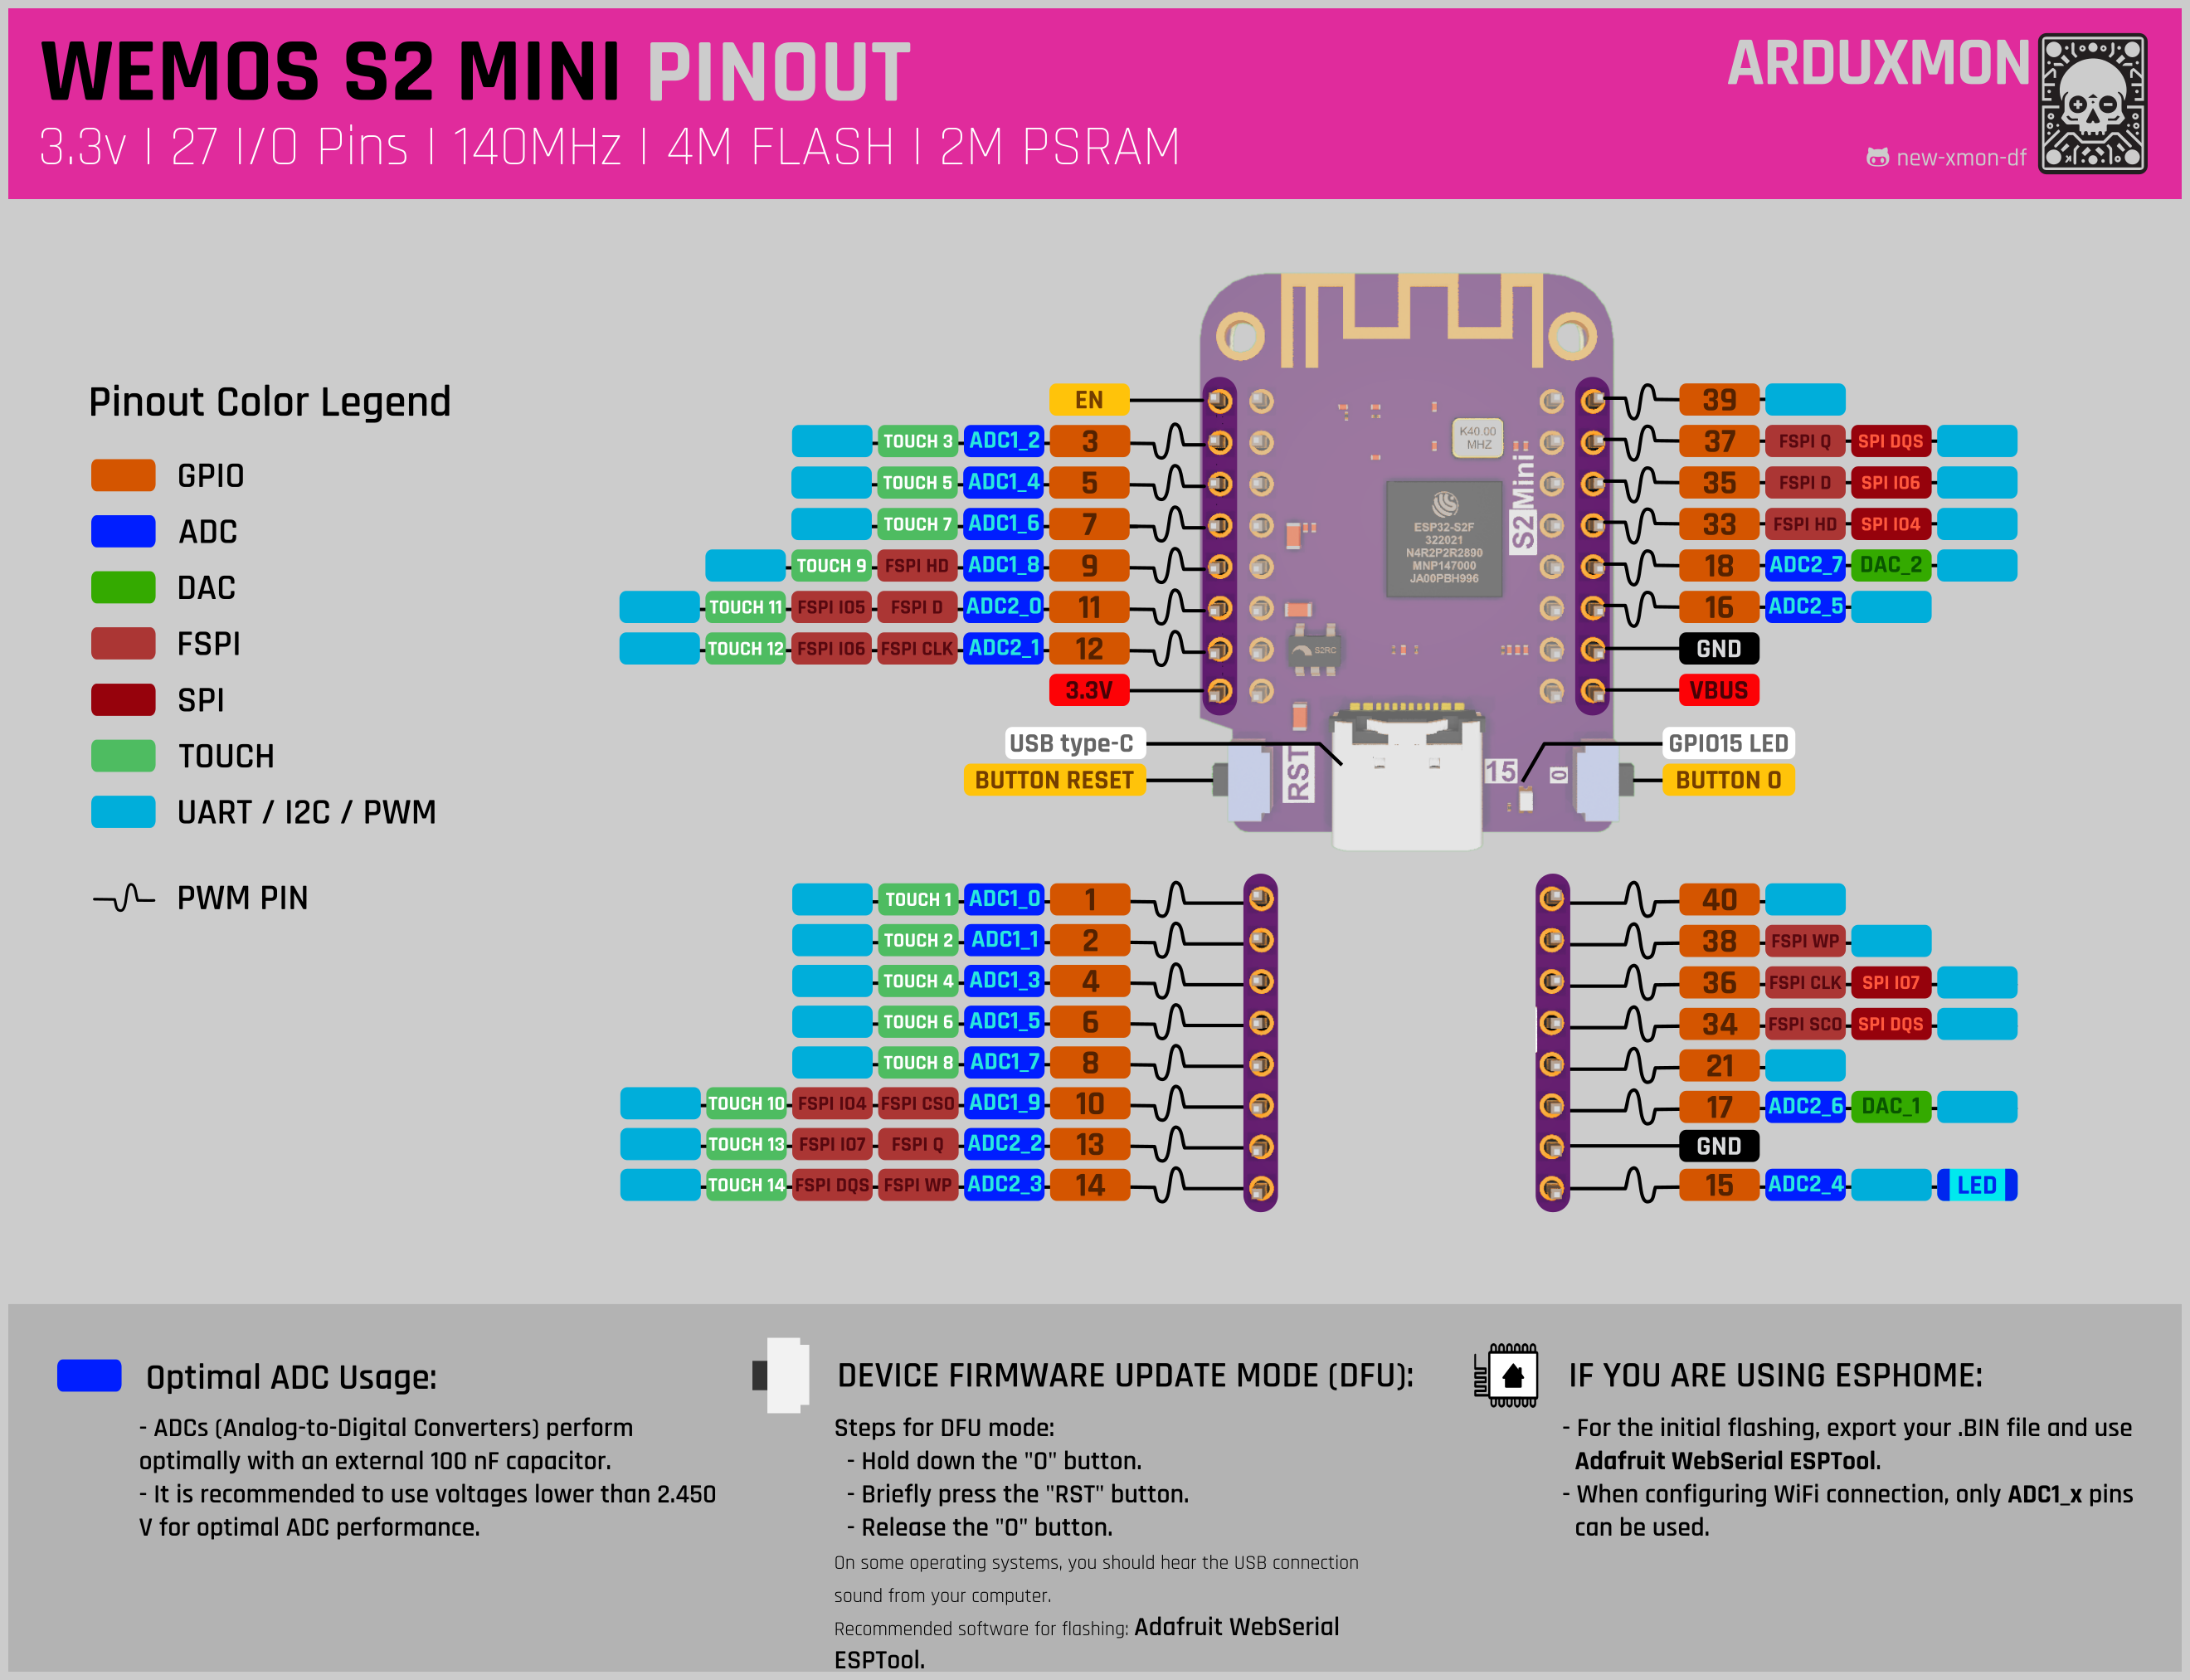 WEMOS S2 MINI PINOUT
3.3v | 27 I/O Pins | 140MHz | 4M FLASH | 2M PSRAM
ARDUXMON
new-xmon-df
Pinout Color Legend
GPIO
ADC
DAC
FSPI
SPI
TOUCH
UART / I2C / PWM
PWM PIN
EN
TOUCH 3 ADC1_2 3
TOUCH 5 ADC1_4 5
TOUCH 7 ADC1_6 7
TOUCH 9 FSPI HD ADC1_8 9
TOUCH 11 FSPI IO5 FSPI D ADC2_0 11
TOUCH 12 FSPI IO6 FSPI CLK ADC2_1 12
3.3V
USB type-C
BUTTON RESET
K40.00
MHZ
S2 Mini
ESP32-S2F
322021
N4R2P2R2890
MNP147000
JA00PBH996
S2RC
RST
15
0
39
37 FSPI Q SPI DQS
35 FSPI D SPI IO6
33 FSPI HD SPI IO4
18 ADC2_7 DAC_2
16 ADC2_5
GND
VBUS
GPIO15 LED
BUTTON 0
TOUCH 1 ADC1_0 1
TOUCH 2 ADC1_1 2
TOUCH 4 ADC1_3 4
TOUCH 6 ADC1_5 6
TOUCH 8 ADC1_7 8
TOUCH 10 FSPI IO4 FSPI CS0 ADC1_9 10
TOUCH 13 FSPI IO7 FSPI Q ADC2_2 13
TOUCH 14 FSPI DQS FSPI WP ADC2_3 14
40
38 FSPI WP
36 FSPI CLK SPI IO7
34 FSPI SCO SPI DQS
21
17 ADC2_6 DAC_1
GND
15 ADC2_4 LED
Optimal ADC Usage:
- ADCs (Analog-to-Digital Converters) perform
optimally with an external 100 nF capacitor.
- It is recommended to use voltages lower than 2.450
V for optimal ADC performance.
DEVICE FIRMWARE UPDATE MODE (DFU):
Steps for DFU mode:
- Hold down the "0" button.
- Briefly press the "RST" button.
- Release the "0" button.
On some operating systems, you should hear the USB connection
sound from your computer.
Recommended software for flashing: Adafruit WebSerial
ESPTool.
IF YOU ARE USING ESPHOME:
- For the initial flashing, export your .BIN file and use
Adafruit WebSerial ESPTool.
- When configuring WiFi connection, only ADC1_x pins
can be used.